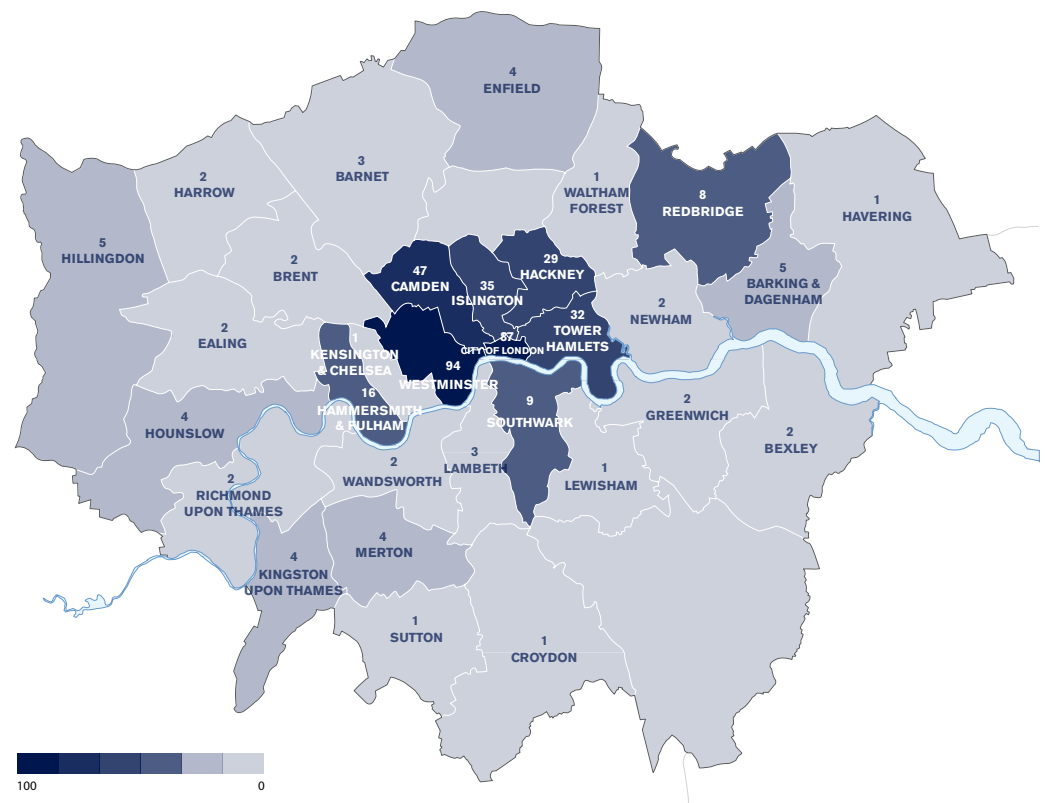 4
ENFIELD
3
BARNET
2
HARROW
1
WALTHAM
FOREST
8
REDBRIDGE
1
HAVERING
5
HILLINGDON
2
BRENT
47
CAMDEN
35
ISLINGTON
29
HACKNEY
5
BARKING &
DAGENHAM
2
NEWHAM
2
EALING
32
TOWER
HAMLETS
87
CITY OF LONDON
1
KENSINGTON
& CHELSEA
94
WESTMINSTER
16
HAMMERSMITH
& FULHAM
9
SOUTHWARK
2
GREENWICH
4
HOUNSLOW
2
BEXLEY
3
LAMBETH
2
WANDSWORTH
1
LEWISHAM
2
RICHMOND
UPON THAMES
4
MERTON
4
KINGSTON
UPON THAMES
1
SUTTON
1
CROYDON
100
0